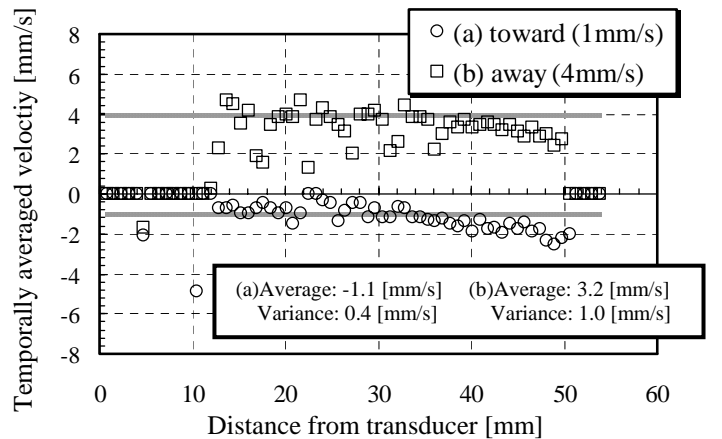 Temporally averaged veloctiy [mm/s]
8
6
4
2
0
-2
-4
-6
-8
(a) toward (1mm/s)
(b) away (4mm/s)
(a)Average: -1.1 [mm/s] (b)Average: 3.2 [mm/s]
Variance: 0.4 [mm/s] Variance: 1.0 [mm/s]
0 10 20 30 40 50 60
Distance from transducer [mm]